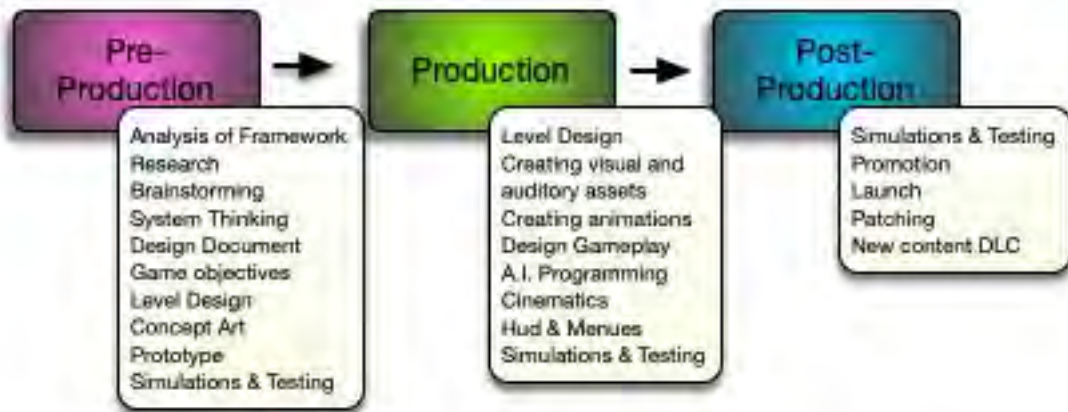 Pre-
Production
Analysis of Framework
Research
Brainstorming
System Thinking
Design Document
Game objectives
Level Design
Concept Art
Prototype
Simulations & Testing
Production
Level Design
Creating visual and
auditory assets
Creating animations
Design Gameplay
A.I. Programming
Cinematics
Hud & Menues
Simulations & Testing
Post-
Production
Simulations & Testing
Promotion
Launch
Patching
New content DLC